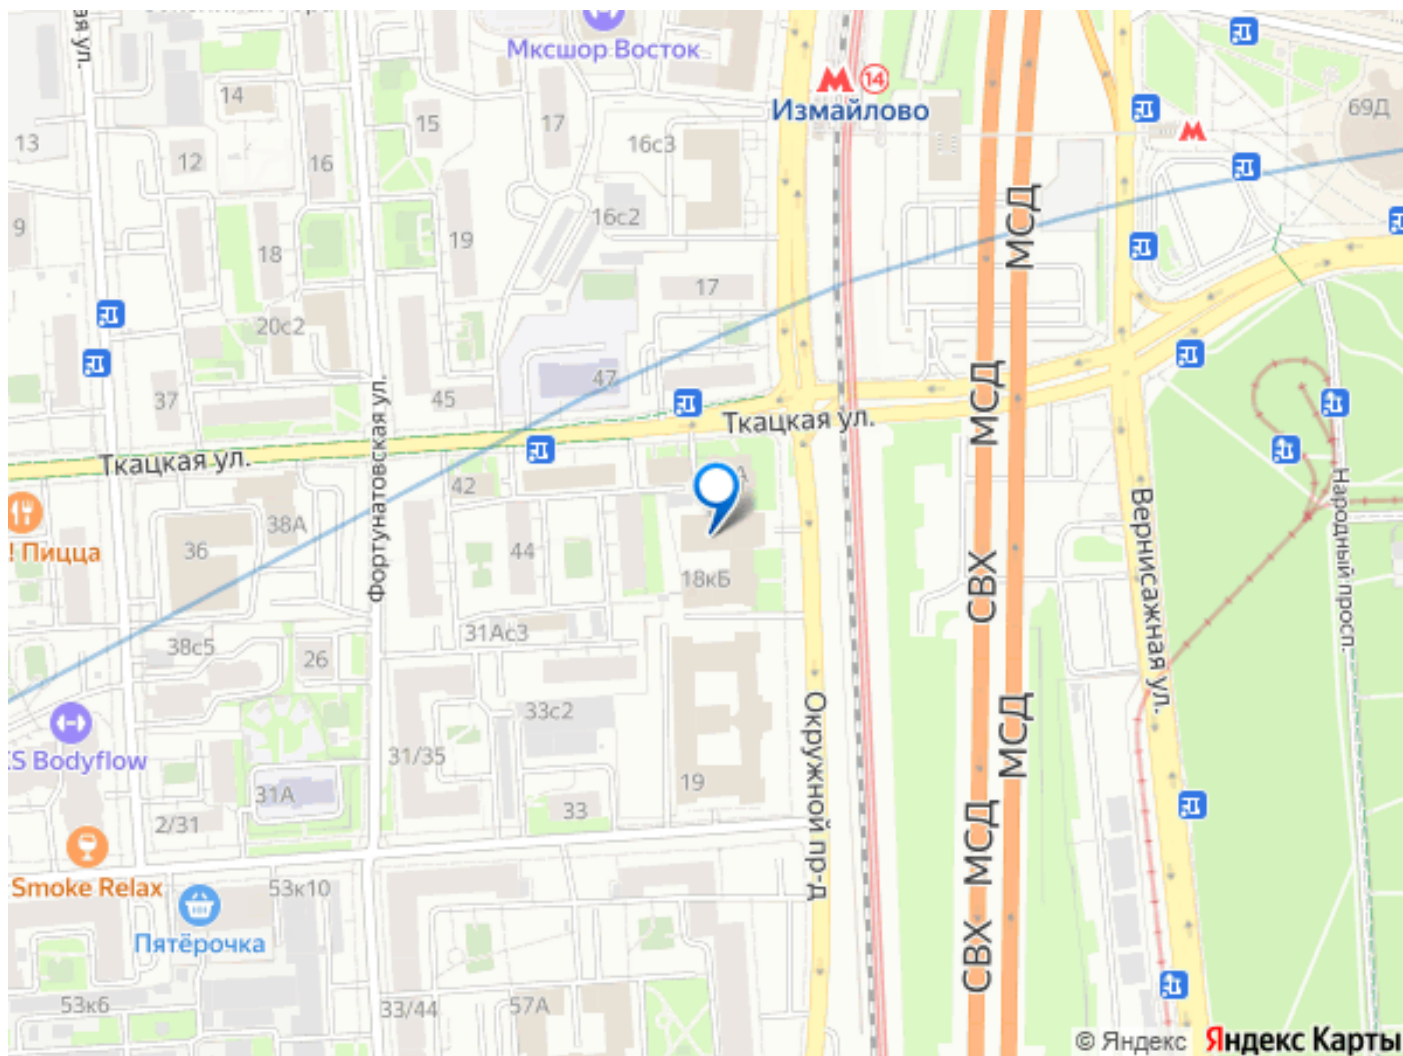 Мксшор Восток
14
Измайлово
69Д
14
15
17
16с3
13
12
16
9
18
19
16с2
МСД
МСД
17
20с2
47
37
45
Ткацкая ул.
Ткацкая ул.
Фортунатовская ул.
МСД
42
38А
36
Пицца
44
18кБ
СВХ
Вернисажная ул.
Народный просп.
31Ас3
38с5
26
33с2
МСД
Окружной пр-д
31/35
S Bodyflow
31А
19
33
2/31
МСД
СВХ
Smoke Relax
53к10
Пятёрочка
53к6
33/44
57А
© Яндекс Яндекс Карты